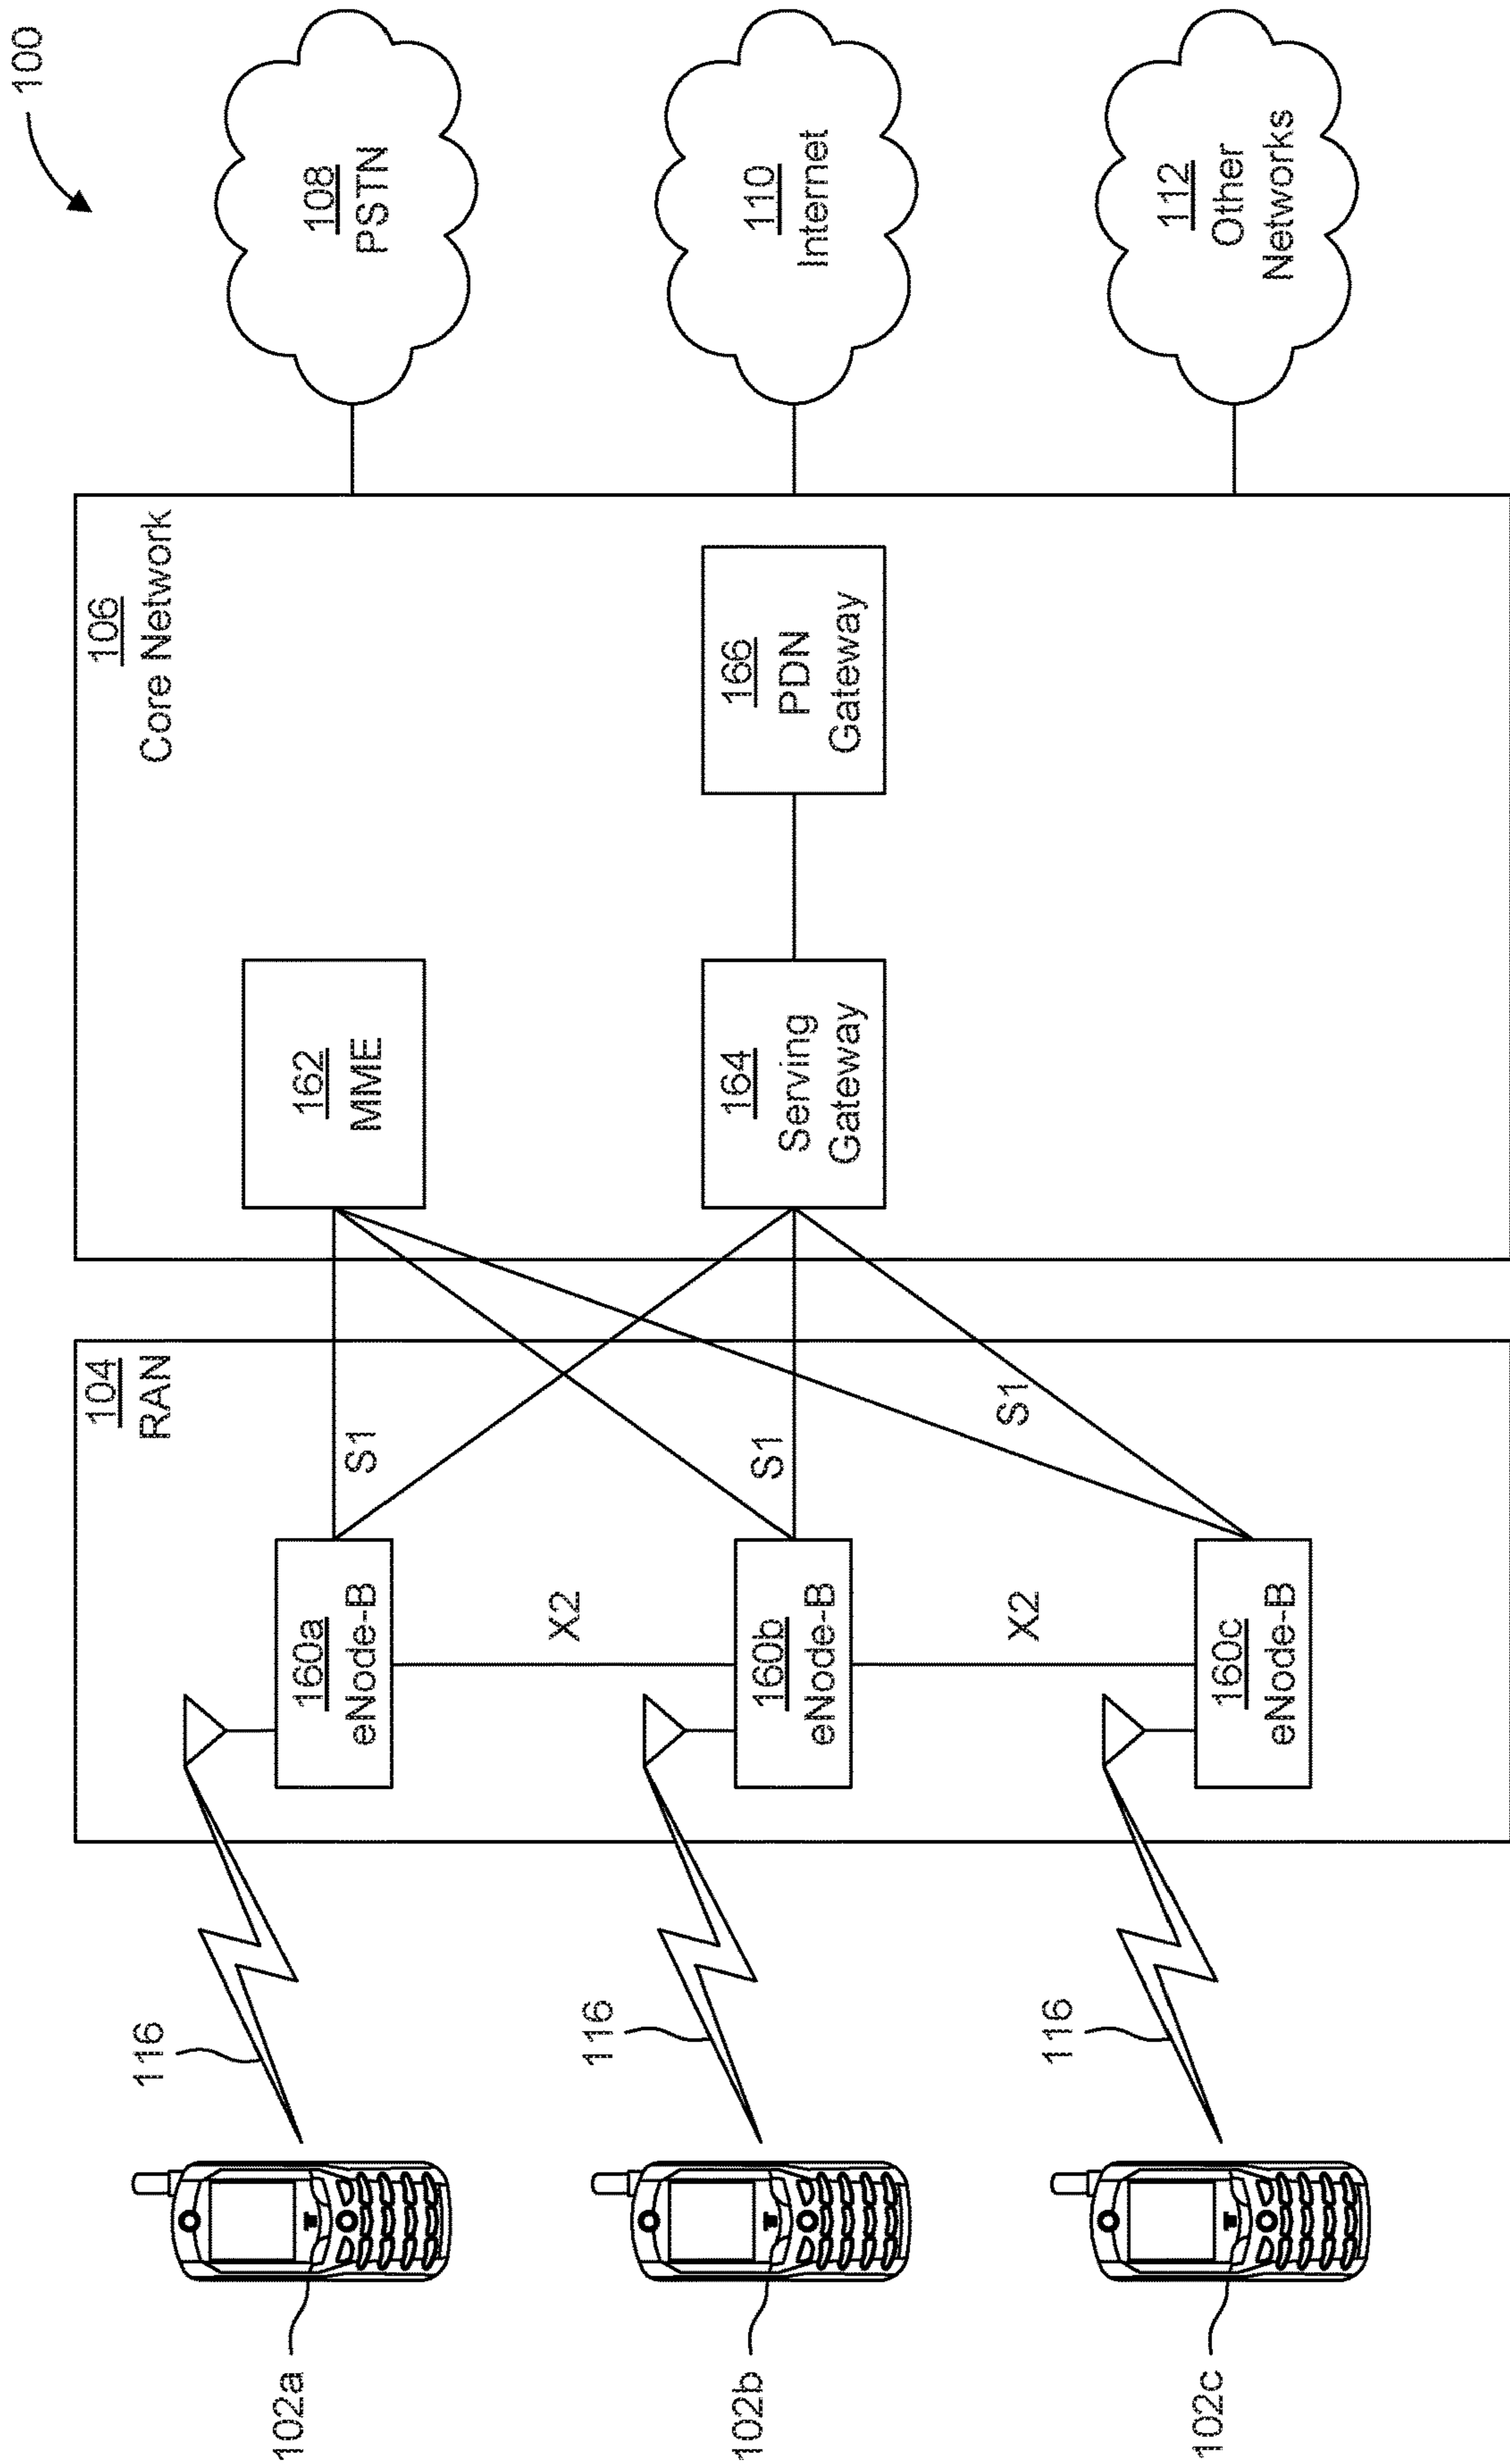 100
102a
116
104
RAN
160a
eNode-B
S1
106
Core Network
162
MME
108
PSTN
X2
102b
116
160b
eNode-B
S1
164
Serving
Gateway
166
PDN
Gateway
110
Internet
X2
S1
102c
116
160c
eNode-B
112
Other
Networks